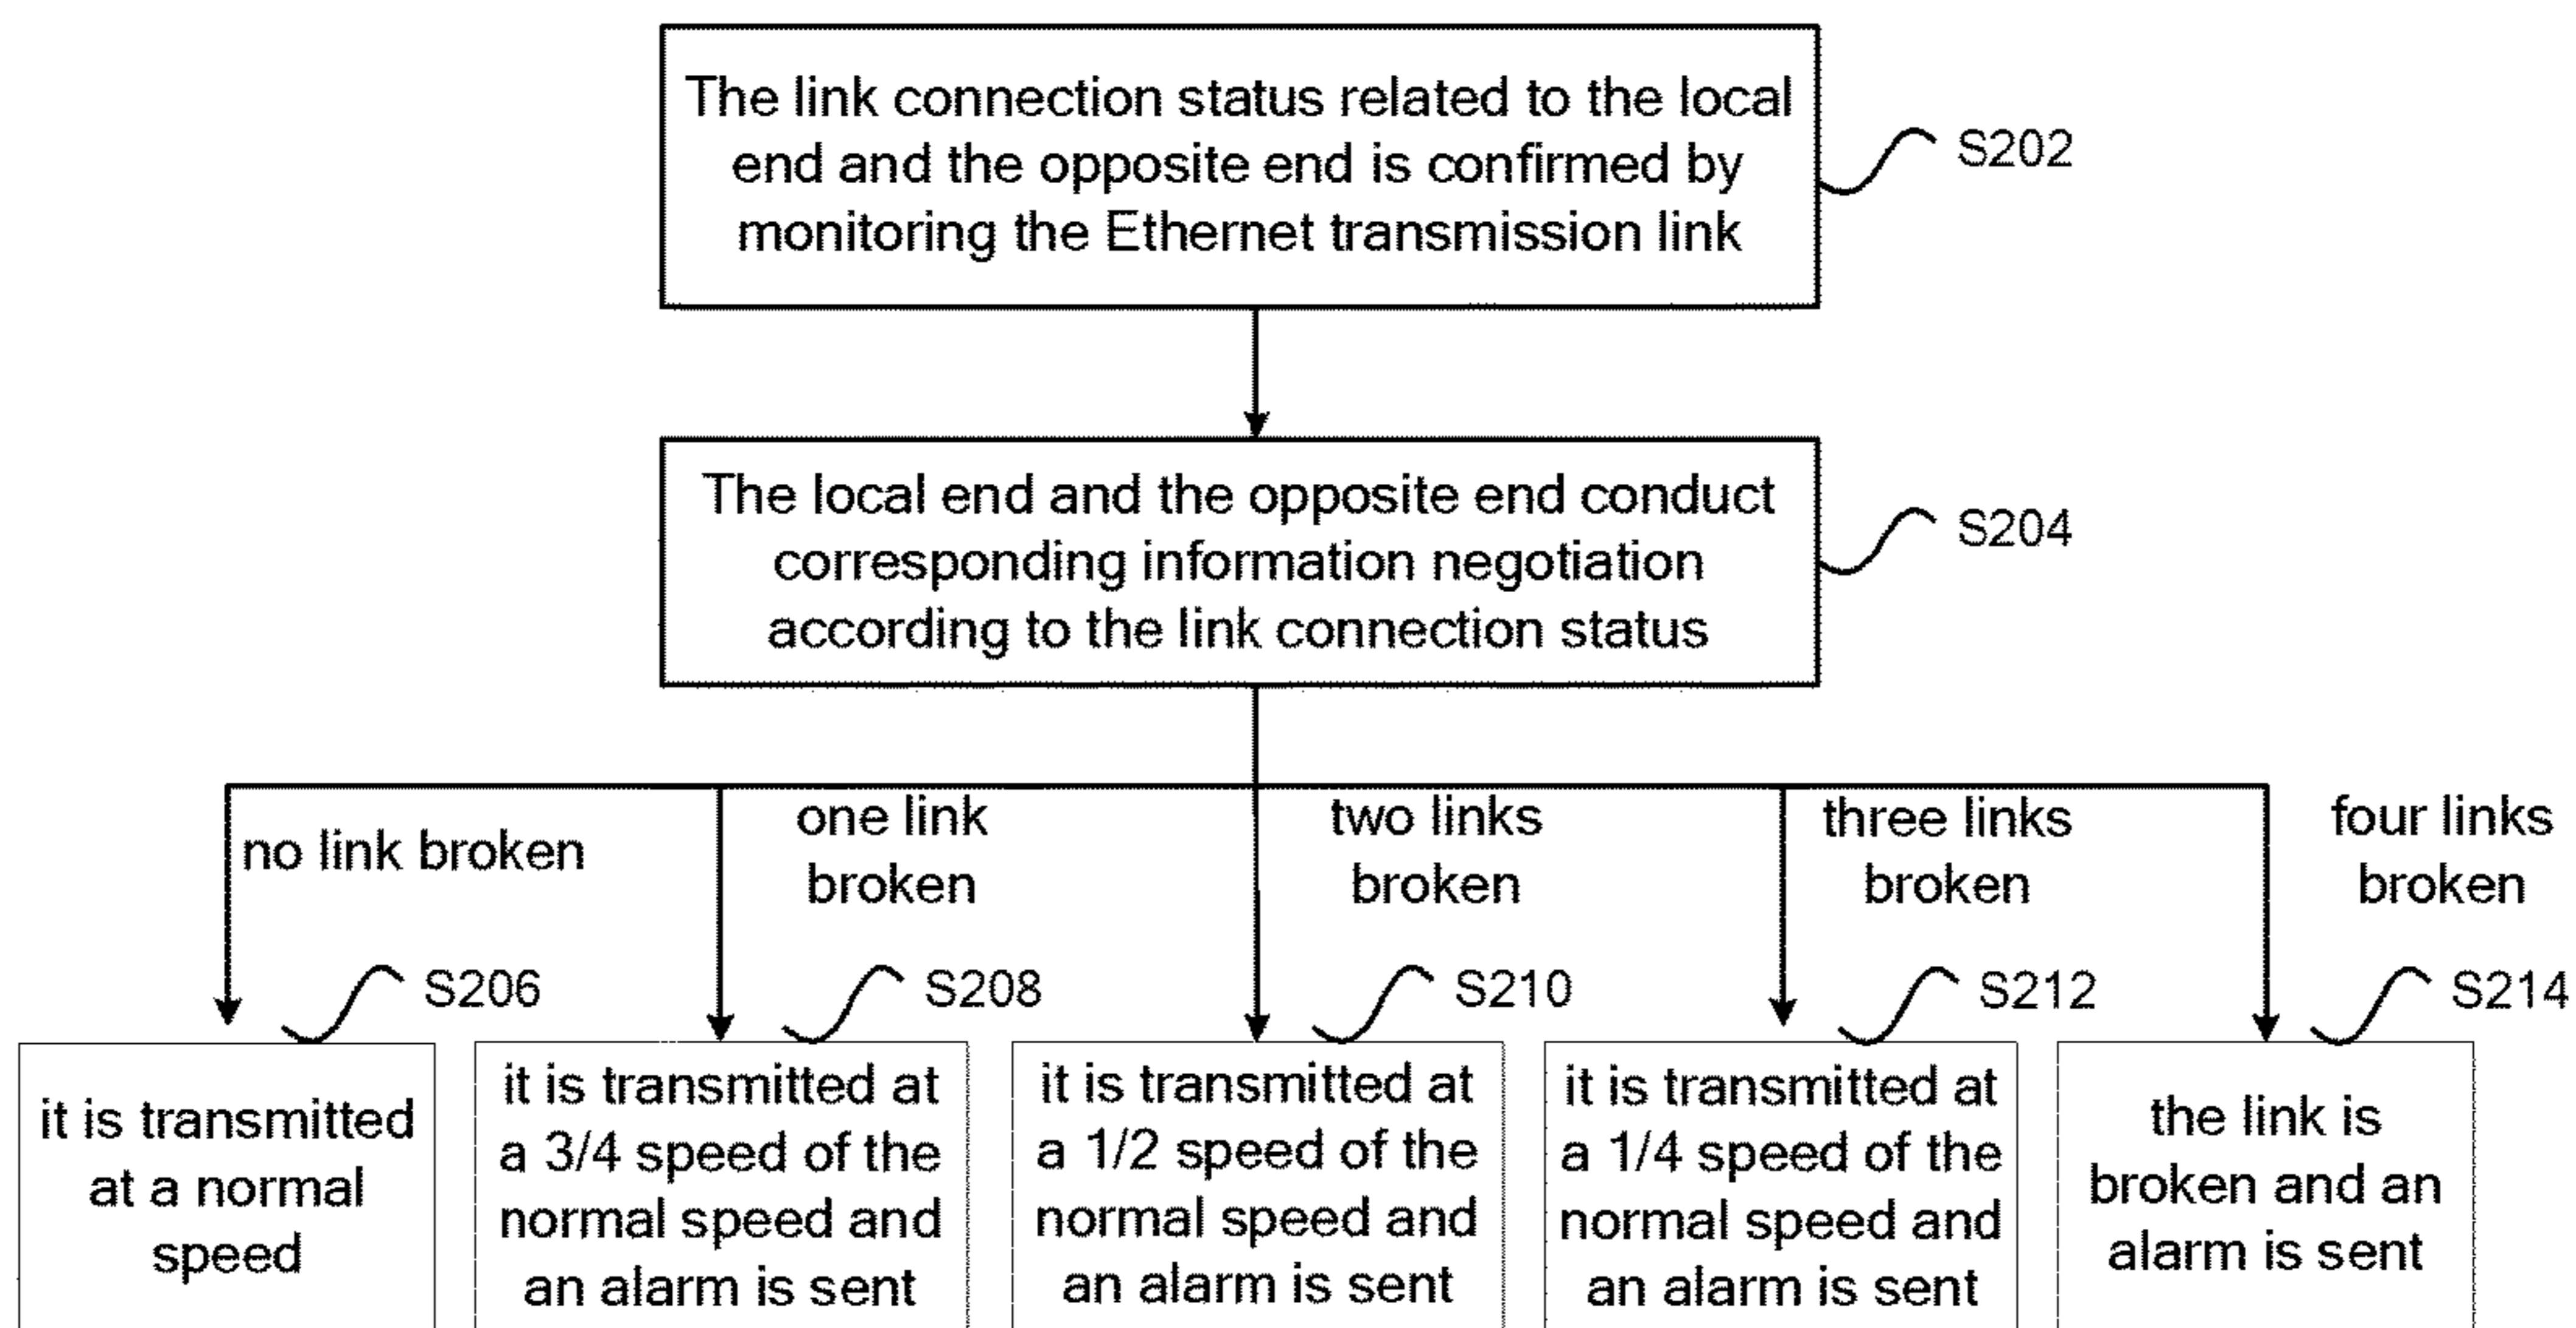 The link connection status related to the local
end and the opposite end is confirmed by
monitoring the Ethernet transmission link
S202
The local end and the opposite end conduct
corresponding information negotiation
according to the link connection status
S204
no link broken
one link
broken
two links
broken
three links
broken
four links
broken
S206
S208
S210
S212
S214
it is transmitted
at a normal
speed
it is transmitted at
a 3/4 speed of the
normal speed and
an alarm is sent
it is transmitted at
a 1/2 speed of the
normal speed and
an alarm is sent
it is transmitted at
a 1/4 speed of the
normal speed and
an alarm is sent
the link is
broken and an
alarm is sent